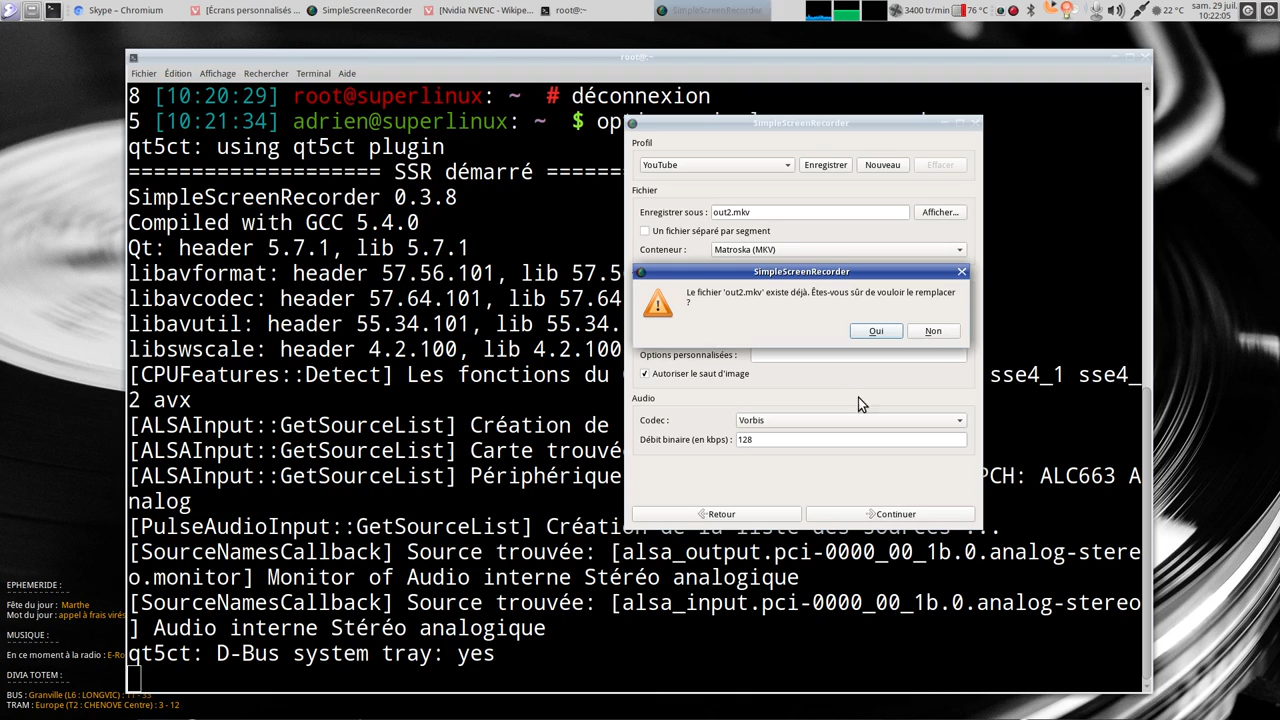 Skype – Chromium
[Écrans personnalisés ...
SimpleScreenRecorder
[Nvidia NVENC - Wikipe...
root@:~
SimpleScreenRecorder
3400 tr/min
76 °C
22 °C
sam. 29 juil.
10:22:05
root@:~
Fichier Édition Affichage Rechercher Terminal Aide
8 [10:20:29] root@superlinux: ~ # déconnexion
5 [10:21:34] adrien@superlinux: ~ $ op
qt5ct: using qt5ct plugin
==================== SSR démarré
SimpleScreenRecorder 0.3.8
Compiled with GCC 5.4.0
Qt: header 5.7.1, lib 5.7.1
libavformat: header 57.56.101, lib 57.5
libavcodec: header 57.64.101, lib 57.64
libavutil: header 55.34.101, lib 55.34.
libswscale: header 4.2.100, lib 4.2.100
[CPUFeatures::Detect] Les fonctions du sse4_1 sse4_
2 avx
[ALSAInput::GetSourceList] Création de
[ALSAInput::GetSourceList] Carte trouvé
[ALSAInput::GetSourceList] Périphérique PCH: ALC663 A
nalog
[PulseAudioInput::GetSourceList] Création de la liste des sources ...
[SourceNamesCallback] Source trouvée: [alsa_output.pci-0000_00_1b.0.analog-stere
o.monitor] Monitor of Audio interne Stéréo analogique
[SourceNamesCallback] Source trouvée: [alsa_input.pci-0000_00_1b.0.analog-stereo
] Audio interne Stéréo analogique
qt5ct: D-Bus system tray: yes
SimpleScreenRecorder
Profil
YouTube
Enregistrer
Nouveau
Effacer
Fichier
Enregistrer sous : out2.mkv Afficher...
Un fichier séparé par segment
Conteneur : Matroska (MKV)
SimpleScreenRecorder
Le fichier 'out2.mkv' existe déjà. Êtes-vous sûr de vouloir le remplacer
?
Oui
Non
Options personnalisées :
Autoriser le saut d'image
Audio
Codec : Vorbis
Débit binaire (en kbps) : 128
Retour
Continuer
EPHEMERIDE :
Fête du jour : Marthe
Mot du jour : appel à frais virés
MUSIQUE :
En ce moment à la radio : E-Ro
DIVIA TOTEM :
BUS : Granville (L6 : LONGVIC) : 11 - 33
TRAM : Europe (T2 : CHENOVE Centre) : 3 - 12